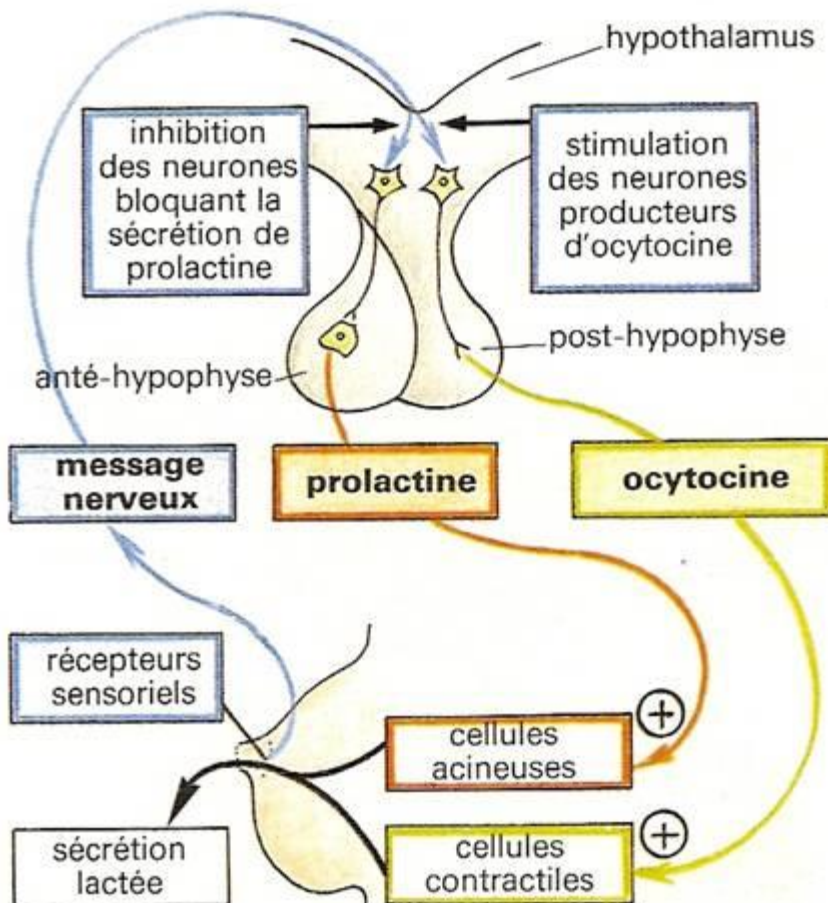 hypothalamus
inhibition
des neurones
bloquant la
sécrétion de
prolactine
stimulation
des neurones
producteurs
d'ocytocine
anté-hypophyse
post-hypophyse
message
nerveux
prolactine
ocytocine
récepteurs
sensoriels
cellules
acineuses
+
sécrétion
lactée
cellules
contractiles
+